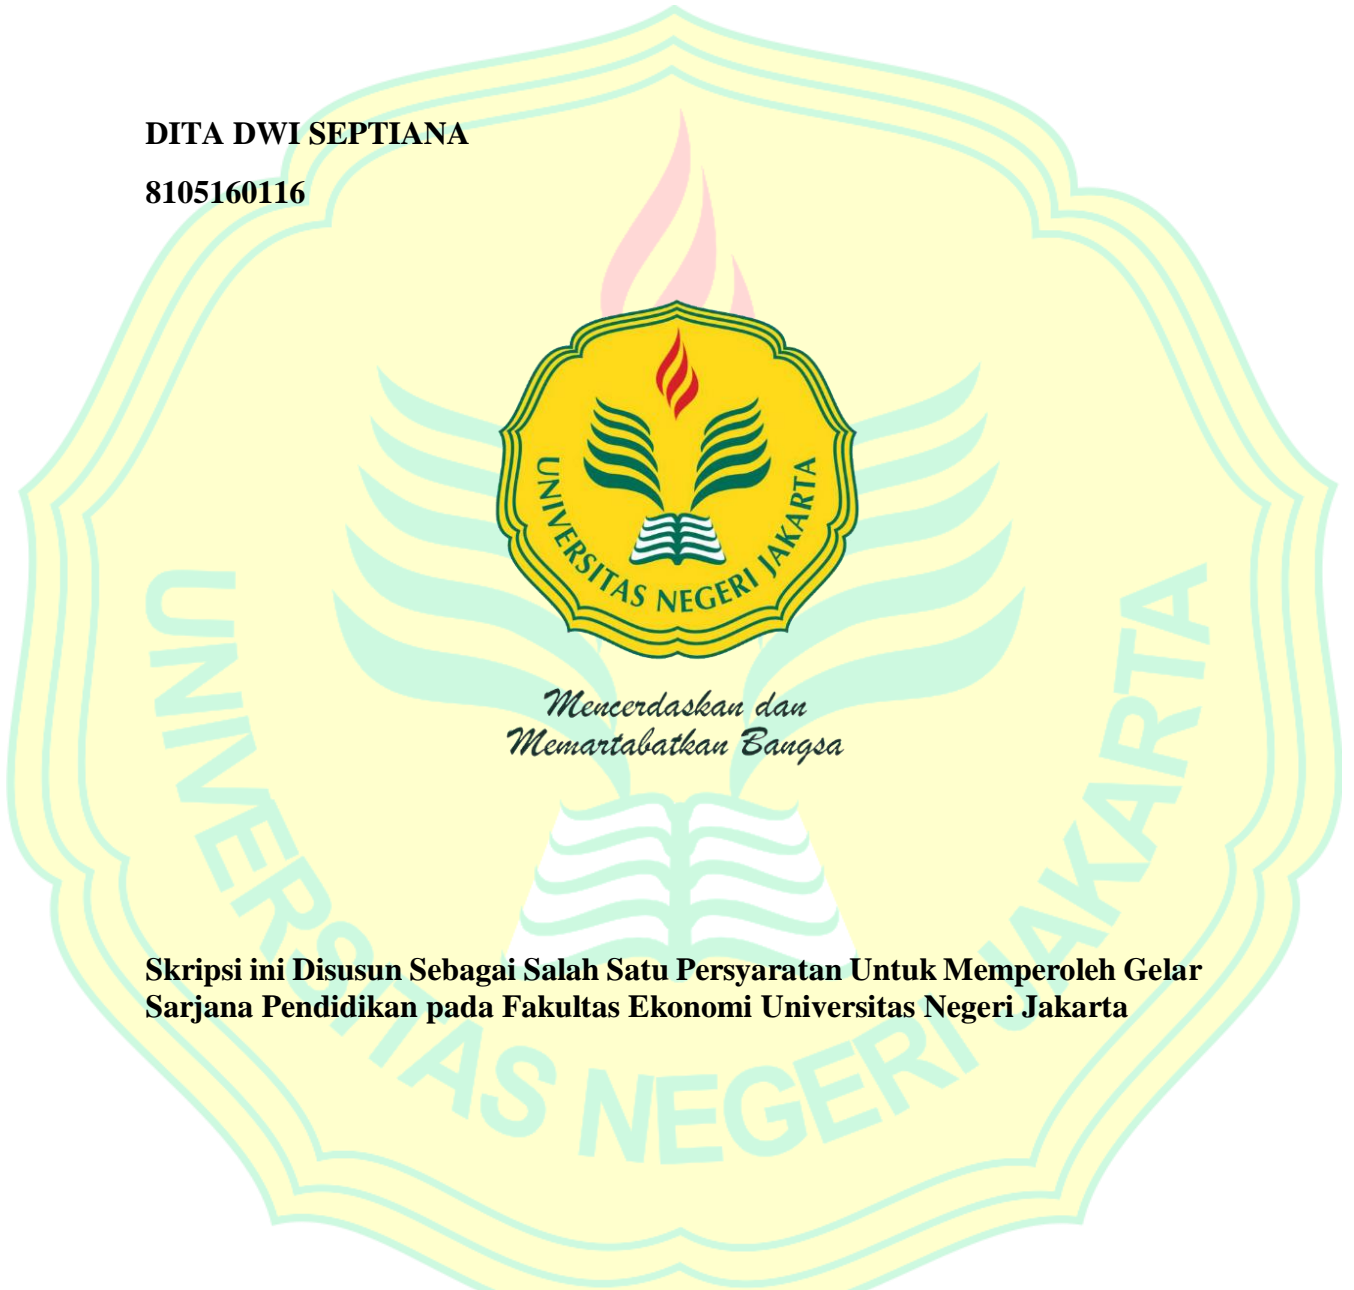 DITA DWI SEPTIANA
8105160116
UNIVERSITAS NEGERI JAKARTA
Mencerdaskan dan
Memartabatkan Bangsa
Skripsi ini Disusun Sebagai Salah Satu Persyaratan Untuk Memperoleh Gelar
Sarjana Pendidikan pada Fakultas Ekonomi Universitas Negeri Jakarta
UNIVERSITAS NEGERI JAKARTA